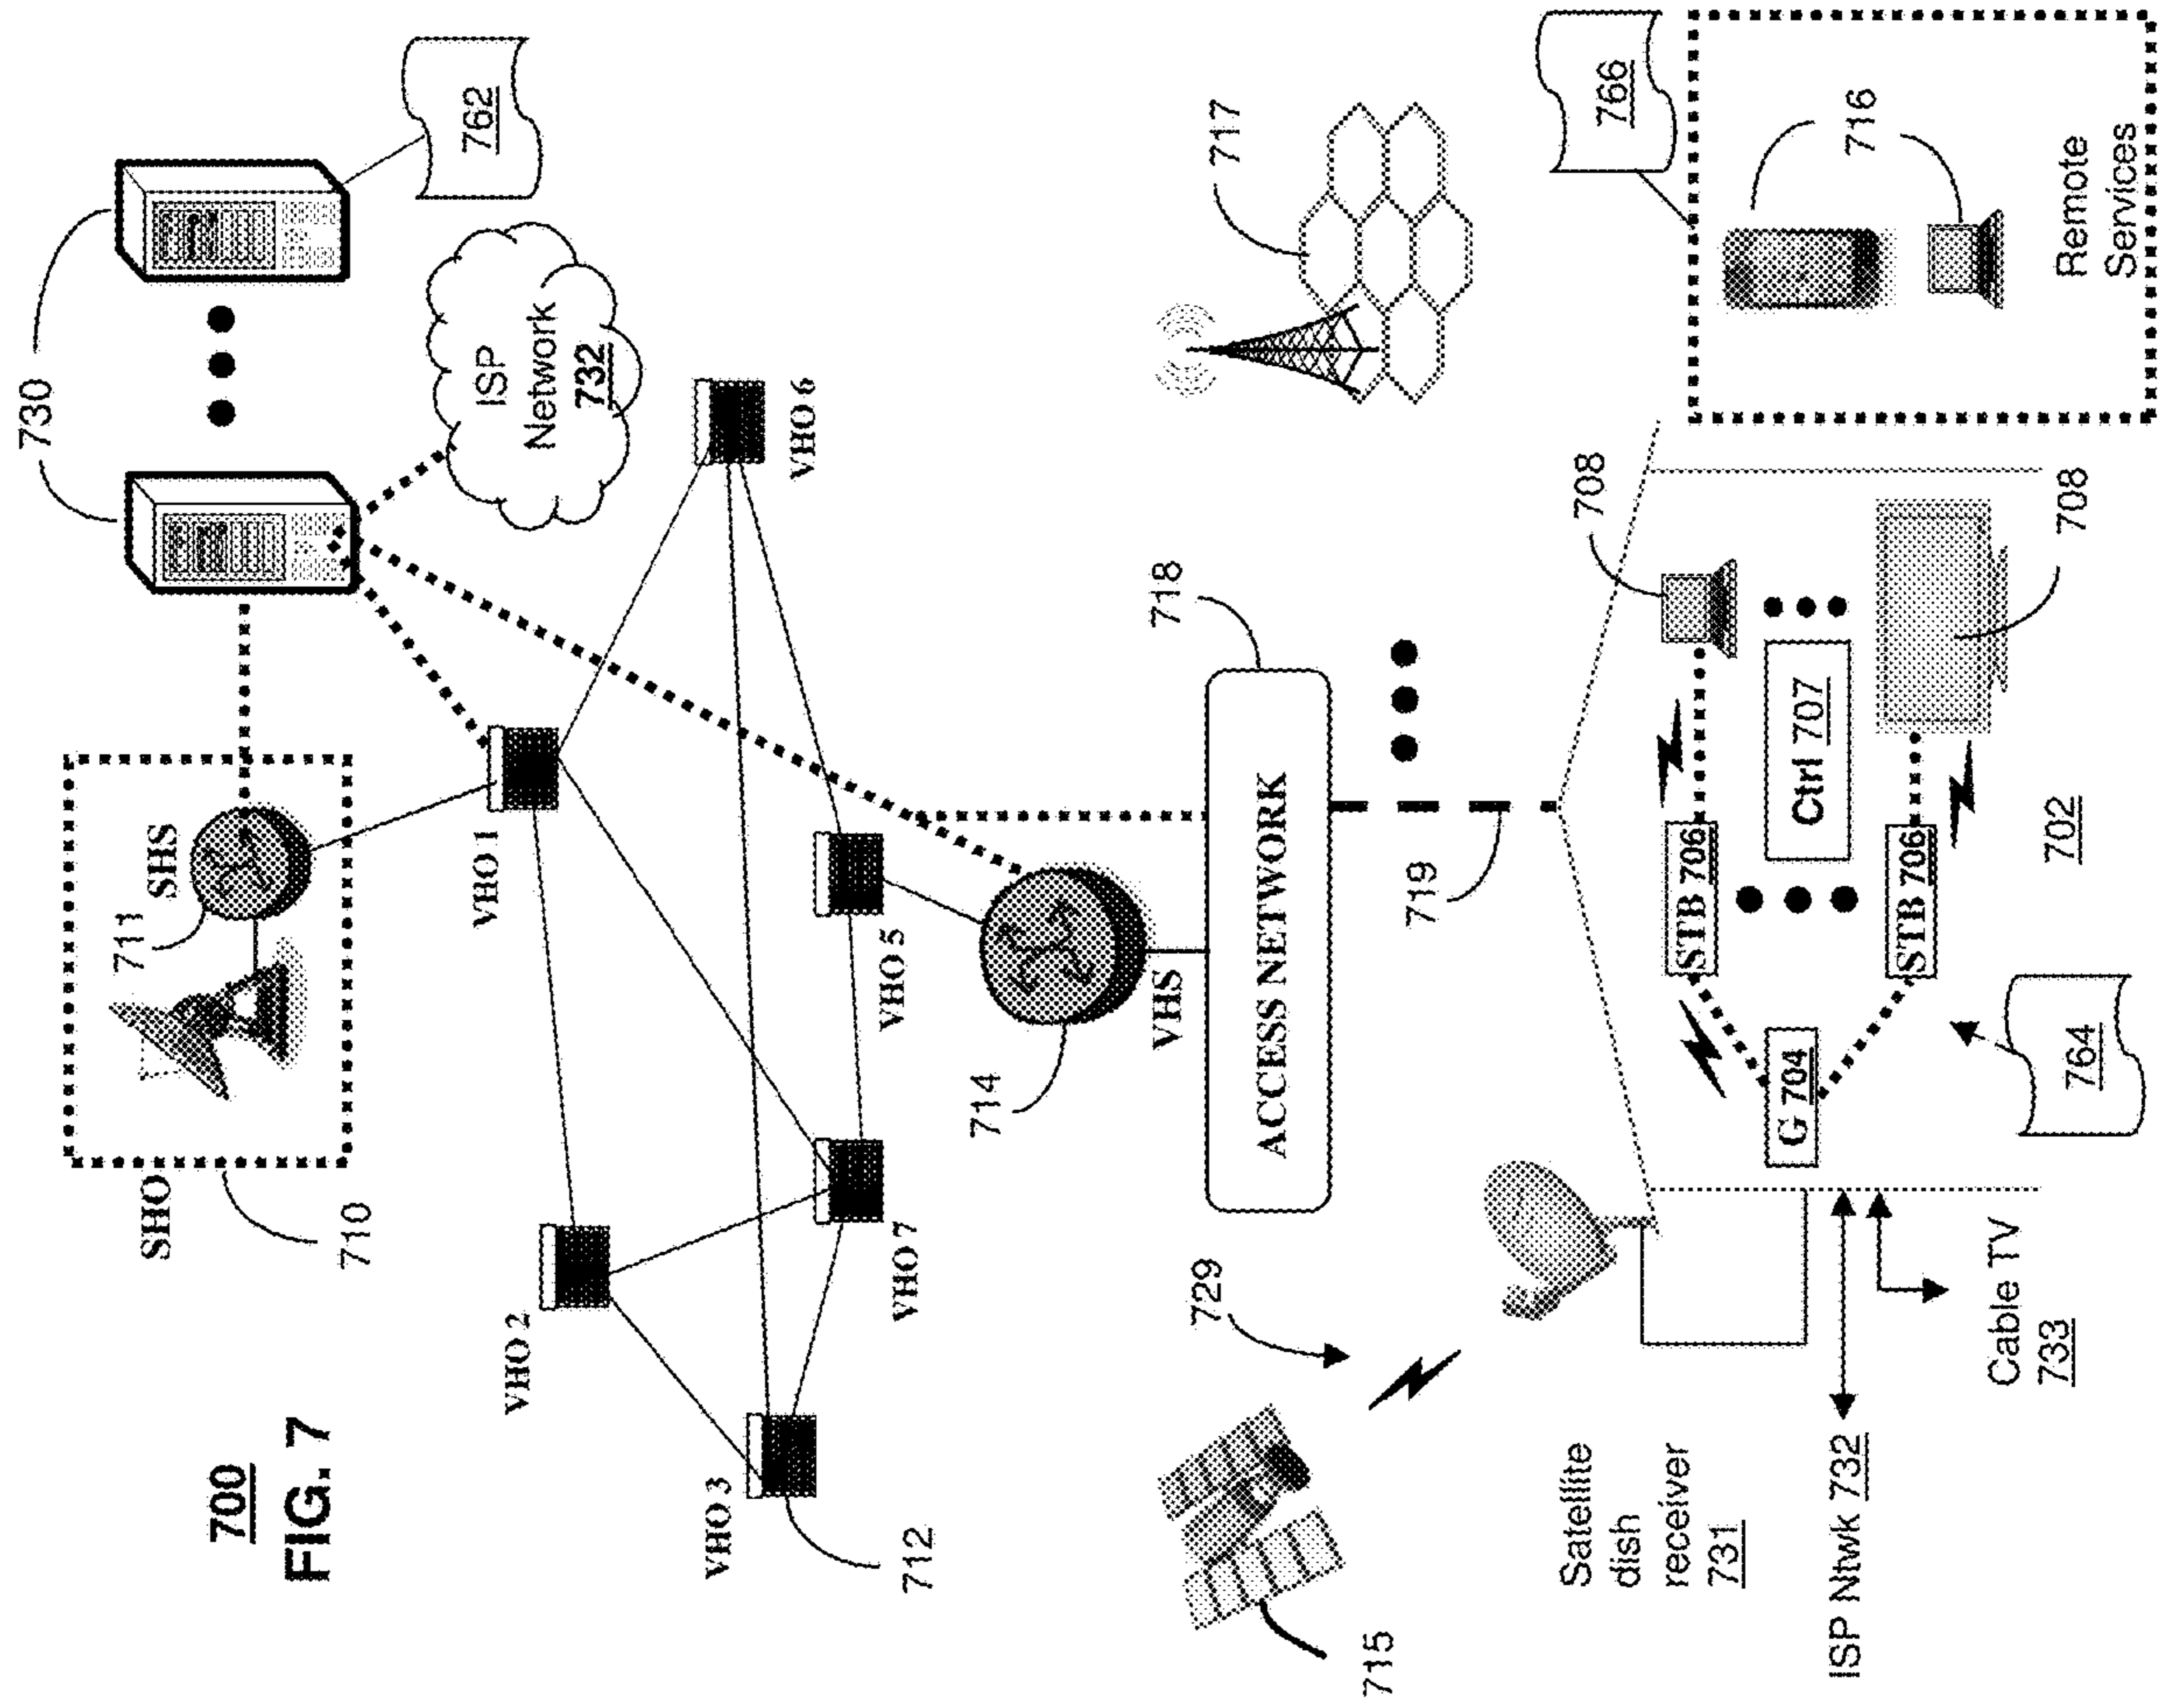 700
FIG. 7
SHO
710
711
SHS
730
762
ISP
Network
732
VHO 1
VHO 2
VHO 3
712
VHO 6
VHO 5
VHO 7
714
VHS
718
ACCESS NETWORK
719
717
715
729
Satellite
dish
receiver
731
ISP Ntwk 732
Cable TV
733
G 704
STB 706
STB 706
Ctrl 707
708
708
702
764
766
716
Remote
Services